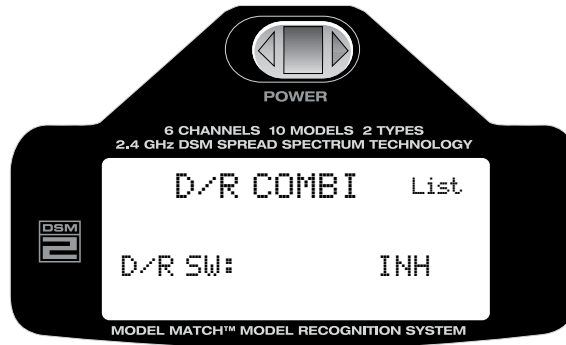 POWER
6 CHANNELS 10 MODELS 2 TYPES
2.4 GHz DSM SPREAD SPECTRUM TECHNOLOGY
D/R COMBI List
DSM
2
D/R SW: INH
MODEL MATCH™ MODEL RECOGNITION SYSTEM